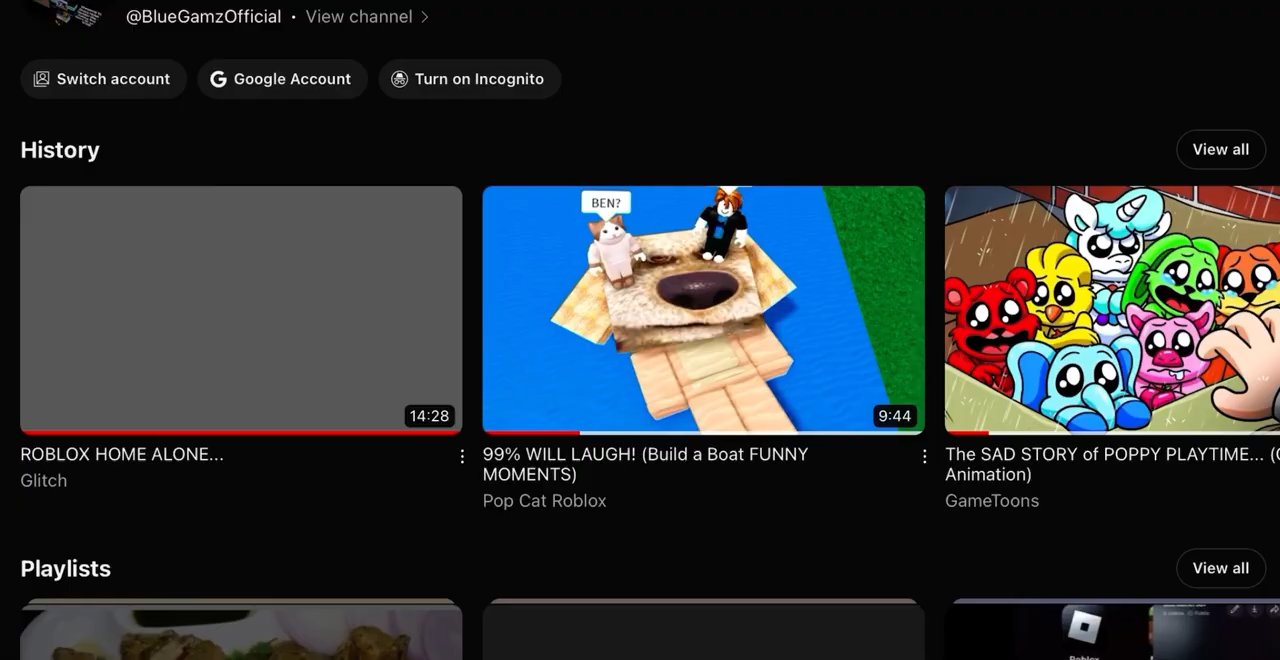 @BlueGamzOfficial • View channel >
Switch account
Google Account
Turn on Incognito
History
View all
BEN?
14:28
9:44
ROBLOX HOME ALONE...
Glitch
99% WILL LAUGH! (Build a Boat FUNNY
MOMENTS)
Pop Cat Roblox
The SAD STORY of POPPY PLAYTIME... (
Animation)
GameToons
Playlists
View all
Roblox